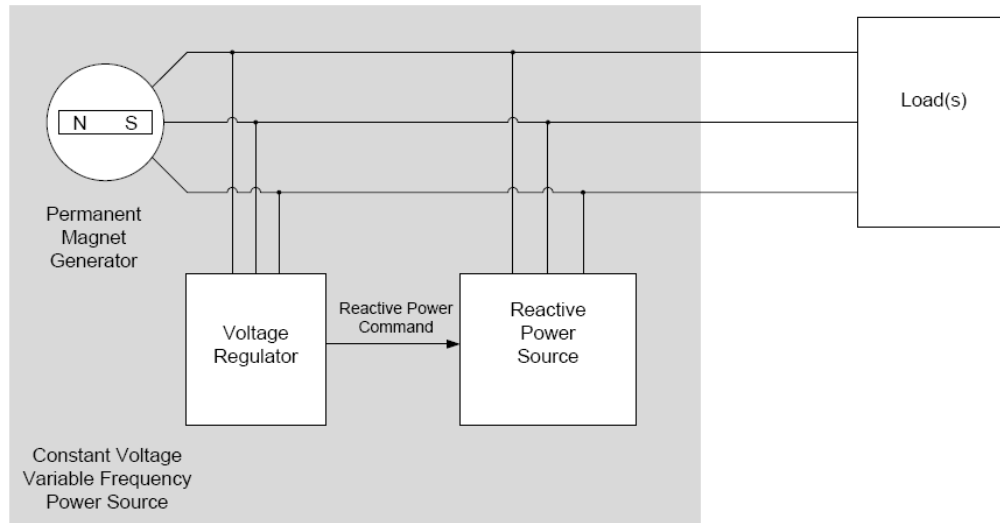 Load(s)
N S
Permanent
Magnet
Generator
Voltage
Regulator
Reactive Power
Command
Reactive
Power
Source
Constant Voltage
Variable Frequency
Power Source